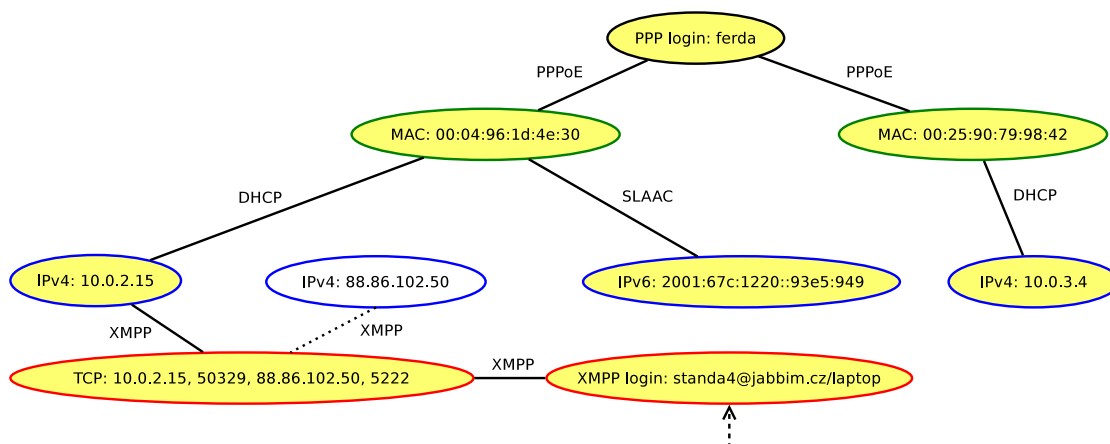 PPP login: ferda
PPPoE
PPPoE
MAC: 00:04:96:1d:4e:30
MAC: 00:25:90:79:98:42
DHCP
SLAAC
DHCP
IPv4: 10.0.2.15
IPv4: 88.86.102.50
IPv6: 2001:67c:1220::93e5:949
IPv4: 10.0.3.4
XMPP
XMPP
TCP: 10.0.2.15, 50329, 88.86.102.50, 5222
XMPP
XMPP login: standa4@jabbim.cz/laptop